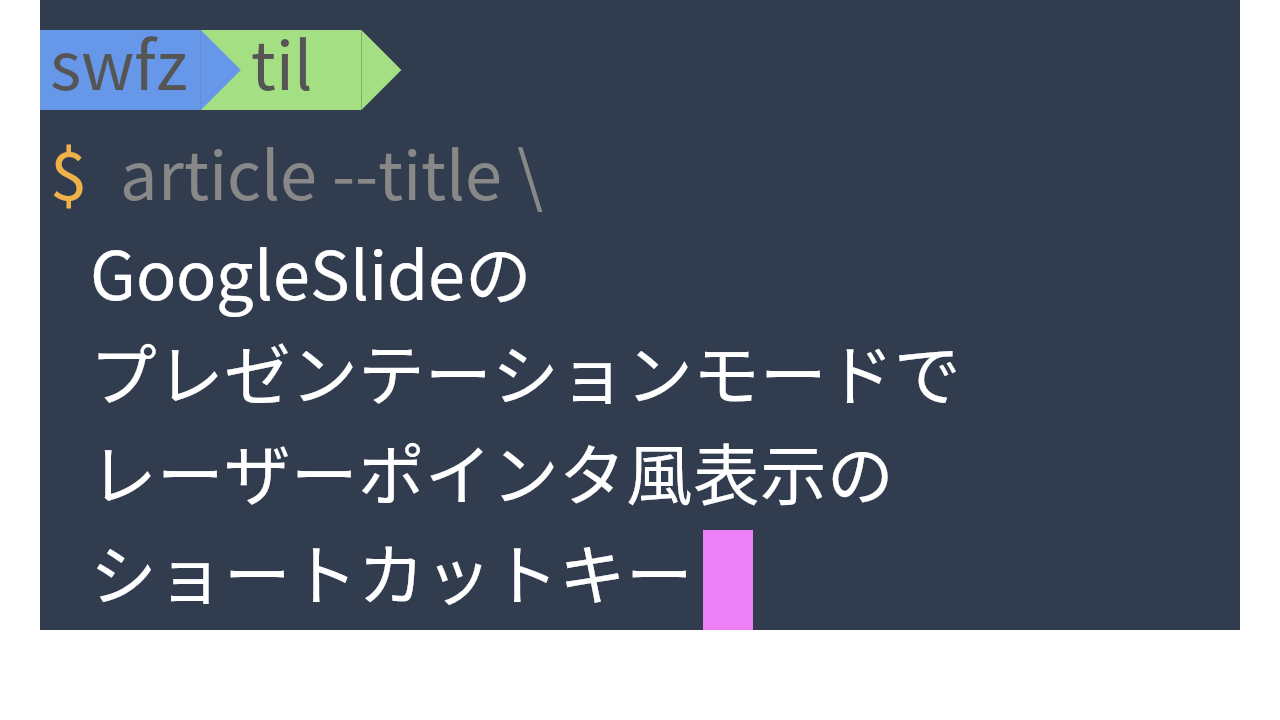 swfz til
$ article --title \
GoogleSlideの
プレゼンテーションモードで
レーザーポインタ風表示の
ショートカットキー